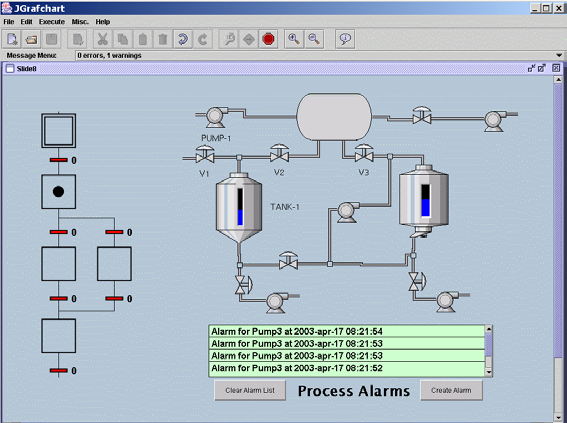 JGrafchart
File Edit Execute Misc. Help
Message Menu: 0 errors, 1 warnings
Slide8
PUMP-1
V1 V2 V3
TANK-1
0
0 0
0 0
0
Alarm for Pump3 at 2003-apr-17 08:21:54
Alarm for Pump3 at 2003-apr-17 08:21:53
Alarm for Pump3 at 2003-apr-17 08:21:53
Alarm for Pump3 at 2003-apr-17 08:21:52
Clear Alarm List Process Alarms Create Alarm